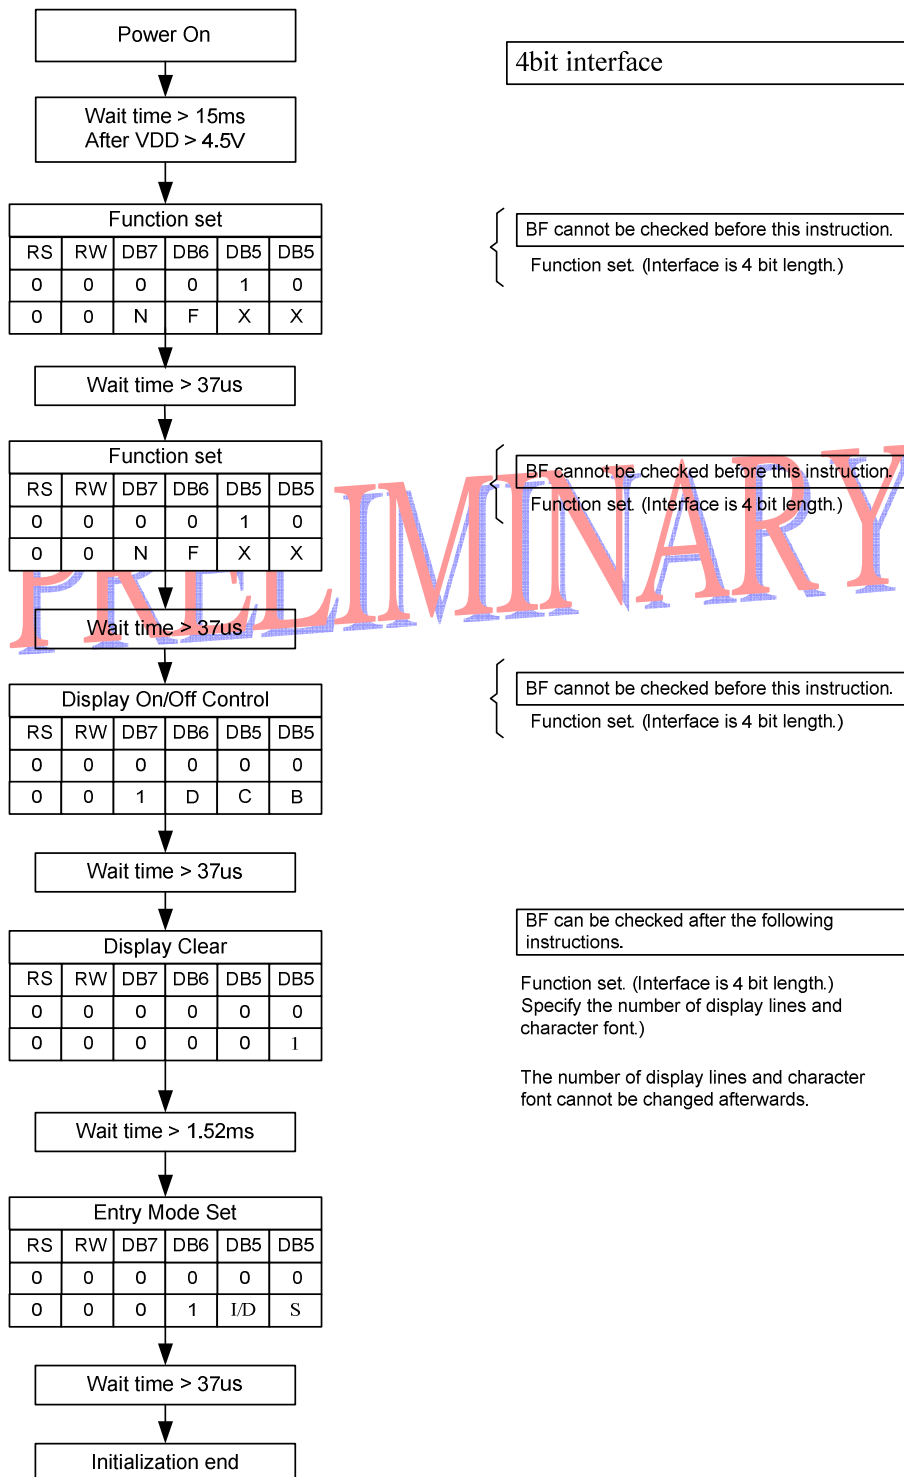 Power On
4bit interface
Wait time > 15ms
After VDD > 4.5V
Function set
RS RW DB7 DB6 DB5 DB5
0 0 0 0 1 0
0 0 N F X X
BF cannot be checked before this instruction.
Function set. (Interface is 4 bit length.)
Wait time > 37us
Function set
RS RW DB7 DB6 DB5 DB5
0 0 0 0 1 0
0 0 N F X X
BF cannot be checked before this instruction.
Function set. (Interface is 4 bit length.)
PRELIMINARY
Wait time > 37us
Display On/Off Control
RS RW DB7 DB6 DB5 DB5
0 0 0 0 0 0
0 0 1 D C B
BF cannot be checked before this instruction.
Function set. (Interface is 4 bit length.)
Wait time > 37us
Display Clear
RS RW DB7 DB6 DB5 DB5
0 0 0 0 0 0
0 0 0 0 0 1
BF can be checked after the following
instructions.
Function set. (Interface is 4 bit length.)
Specify the number of display lines and
character font.)
The number of display lines and character
font cannot be changed afterwards.
Wait time > 1.52ms
Entry Mode Set
RS RW DB7 DB6 DB5 DB5
0 0 0 0 0 0
0 0 0 1 I/D S
Wait time > 37us
Initialization end